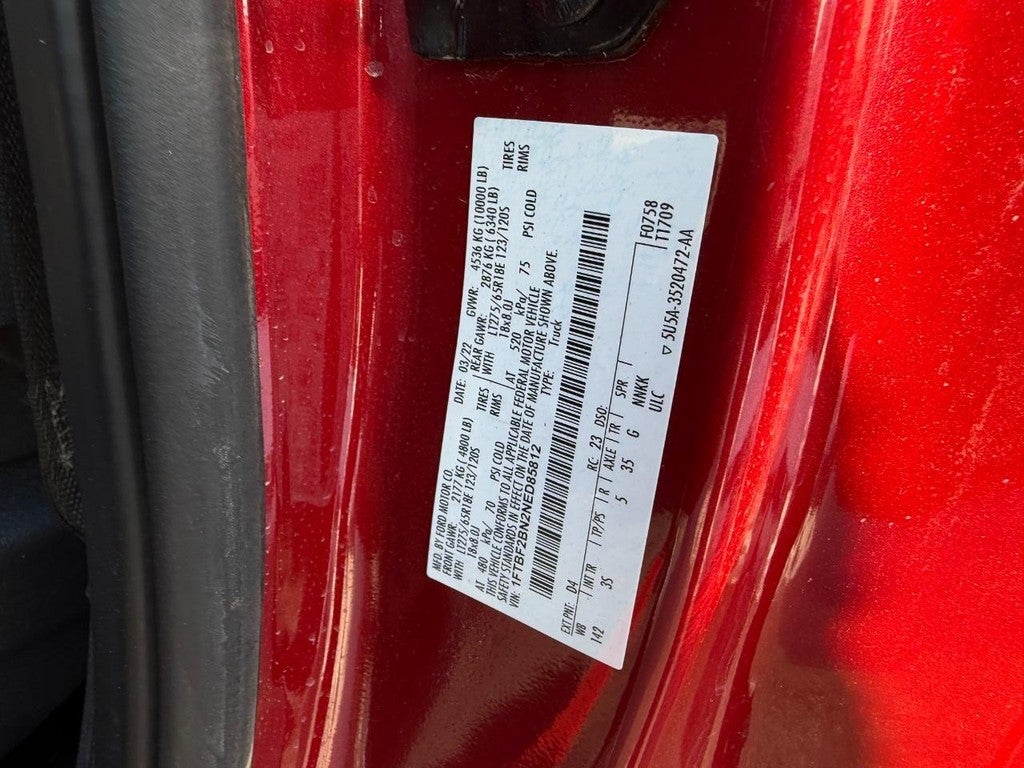 MFD. BY FORD MOTOR CO. DATE: 03/22 GVWR: 4536 KG (10000 LB)
FRONT GAWR: 2177 KG ( 4800 LB) REAR GAWR: 2876 KG ( 6340 LB)
WITH LT275/65R18E 123/120S TIRES WITH LT275/65R18E 123/120S TIRES
18x8.0J RIMS 18x8.0J RIMS
AT 480 kPa/ 70 PSI COLD AT 520 kPa/ 75 PSI COLD
THIS VEHICLE CONFORMS TO ALL APPLICABLE FEDERAL MOTOR VEHICLE
SAFETY STANDARDS IN EFFECT ON THE DATE OF MANUFACTURE SHOWN ABOVE.
VIN: 1FTBF2BN2NED85812 TYPE: Truck
EXT PNT: D4 RC: 23 DSO: F0758
WB INT TR TP/PS R AXLE TR SPR T1709
142 35 5 35 G NNKK
ULC
▽ 5U5A-3520472-AA